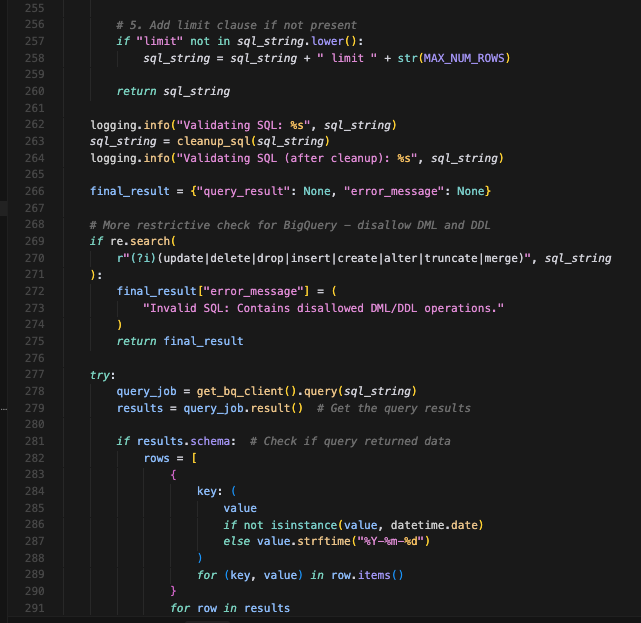 255
256 # 5. Add limit clause if not present
257 if "limit" not in sql_string.lower():
258 sql_string = sql_string + " limit " + str(MAX_NUM_ROWS)
259
260 return sql_string
261
262 logging.info("Validating SQL: %s", sql_string)
263 sql_string = cleanup_sql(sql_string)
264 logging.info("Validating SQL (after cleanup): %s", sql_string)
265
266 final_result = {"query_result": None, "error_message": None}
267
268 # More restrictive check for BigQuery – disallow DML and DDL
269 if re.search(
270 r"(?i)(update|delete|drop|insert|create|alter|truncate|merge)", sql_string
271 ):
272 final_result["error_message"] = (
273 "Invalid SQL: Contains disallowed DML/DDL operations."
274 )
275 return final_result
276
277 try:
278 query_job = get_bq_client().query(sql_string)
279 results = query_job.result()  # Get the query results
280
281 if results.schema:  # Check if query returned data
282 rows = [
283 {
284 key: (
285 value
286 if not isinstance(value, datetime.date)
287 else value.strftime("%Y-%m-%d")
288 )
289 for (key, value) in row.items()
290 }
291 for row in results